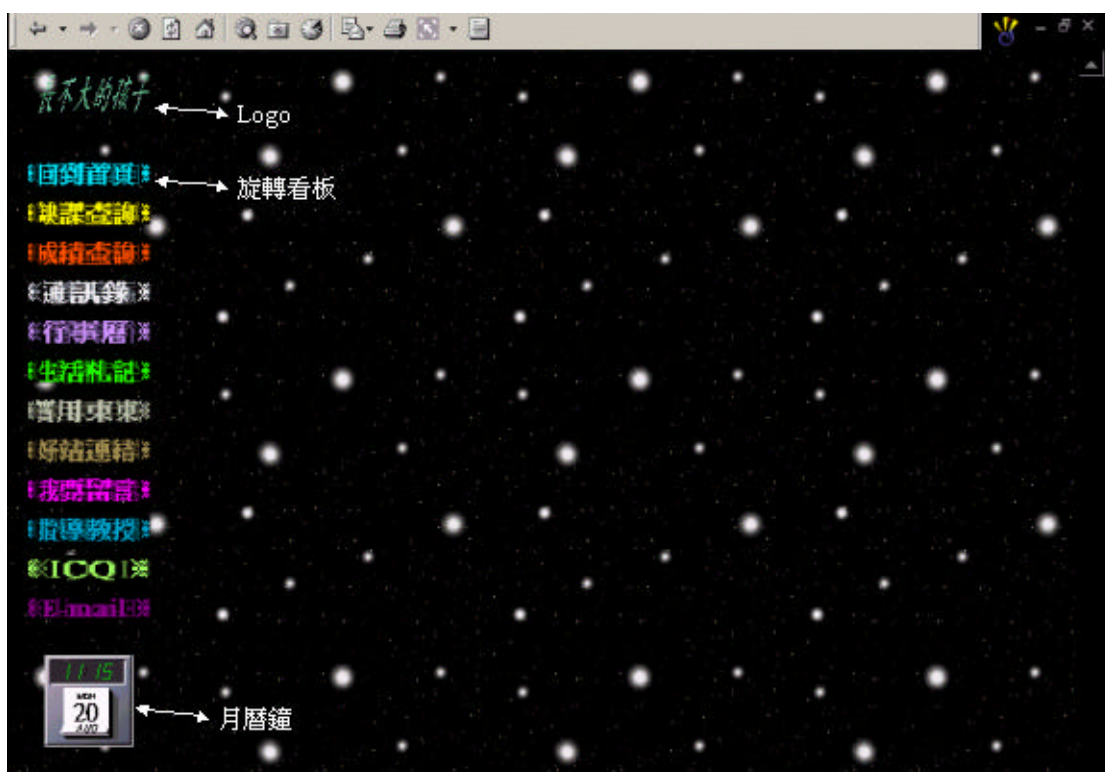 長不大的孩子
Logo
回到首頁
旋轉看板
缺課查詢
成績查詢
通訊錄
行事曆
生活札記
實用東東
好站連結
我要留言
指導教授
ICQ
E-mail
11:15
MON
20
AUG
月曆鐘